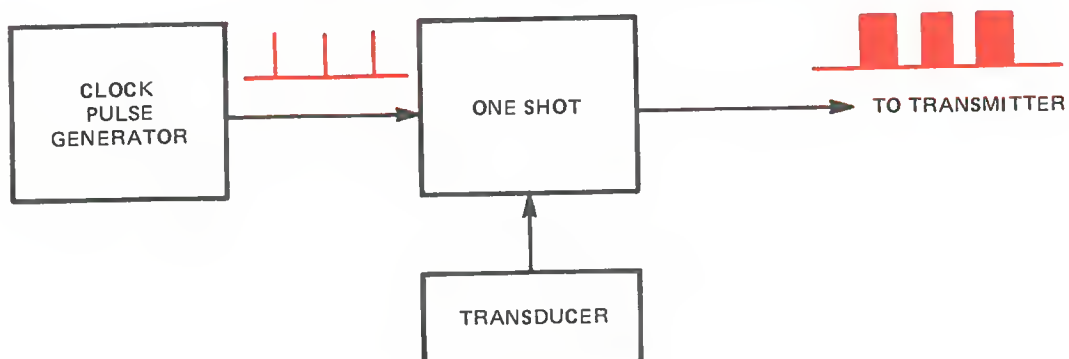 CLOCK
PULSE
GENERATOR
ONE SHOT
TO TRANSMITTER
TRANSDUCER